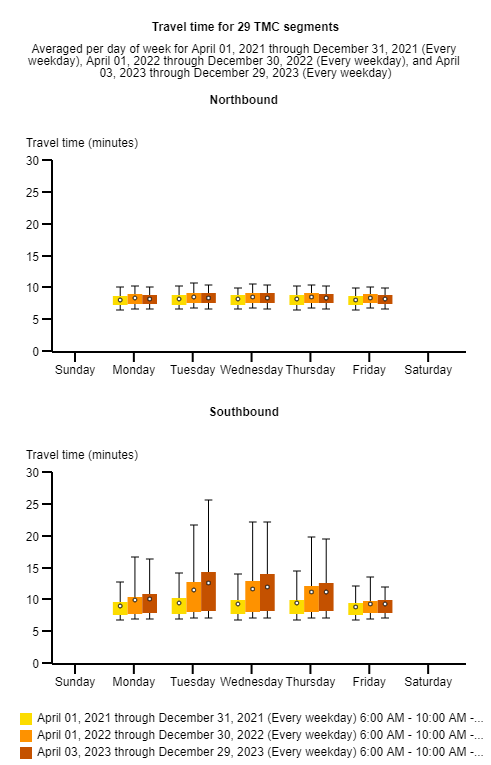 Travel time for 29 TMC segments
Averaged per day of week for April 01, 2021 through December 31, 2021 (Every
weekday), April 01, 2022 through December 30, 2022 (Every weekday), and April
03, 2023 through December 29, 2023 (Every weekday)
Northbound
Travel time (minutes)
30
25
20
15
10
5
0
Sunday Monday Tuesday Wednesday Thursday Friday Saturday
Southbound
Travel time (minutes)
30
25
20
15
10
5
0
Sunday Monday Tuesday Wednesday Thursday Friday Saturday
April 01, 2021 through December 31, 2021 (Every weekday) 6:00 AM - 10:00 AM -...
April 01, 2022 through December 30, 2022 (Every weekday) 6:00 AM - 10:00 AM -...
April 03, 2023 through December 29, 2023 (Every weekday) 6:00 AM - 10:00 AM -...